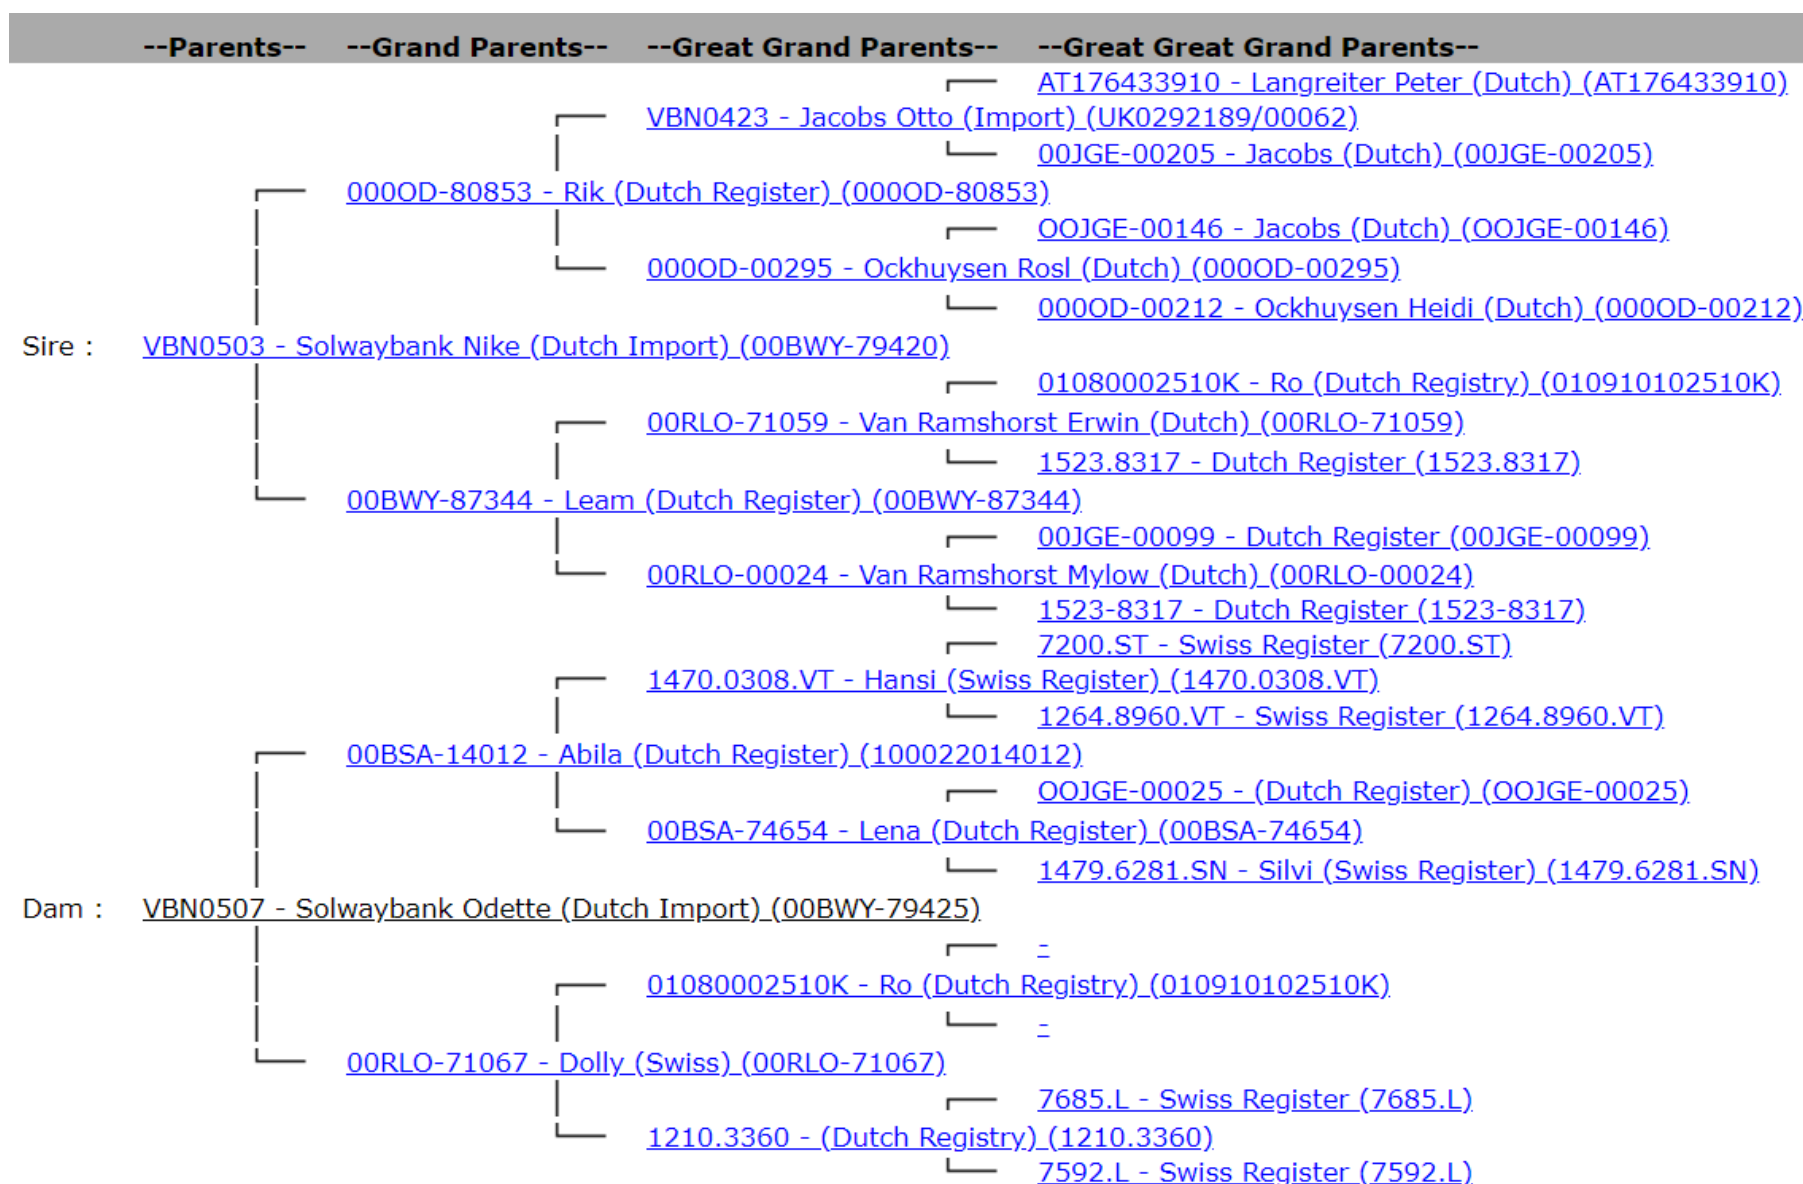 --Parents-- --Grand Parents-- --Great Grand Parents-- --Great Great Grand Parents--
AT176433910 - Langreiter Peter (Dutch) (AT176433910)
VBN0423 - Jacobs Otto (Import) (UK0292189/00062)
00JGE-00205 - Jacobs (Dutch) (00JGE-00205)
000OD-80853 - Rik (Dutch Register) (000OD-80853)
OOJGE-00146 - Jacobs (Dutch) (OOJGE-00146)
000OD-00295 - Ockhuysen Rosl (Dutch) (000OD-00295)
000OD-00212 - Ockhuysen Heidi (Dutch) (000OD-00212)
Sire : VBN0503 - Solwaybank Nike (Dutch Import) (00BWY-79420)
01080002510K - Ro (Dutch Registry) (010910102510K)
00RLO-71059 - Van Ramshorst Erwin (Dutch) (00RLO-71059)
1523.8317 - Dutch Register (1523.8317)
00BWY-87344 - Leam (Dutch Register) (00BWY-87344)
00JGE-00099 - Dutch Register (00JGE-00099)
00RLO-00024 - Van Ramshorst Mylow (Dutch) (00RLO-00024)
1523-8317 - Dutch Register (1523-8317)
7200.ST - Swiss Register (7200.ST)
1470.0308.VT - Hansi (Swiss Register) (1470.0308.VT)
1264.8960.VT - Swiss Register (1264.8960.VT)
00BSA-14012 - Abila (Dutch Register) (100022014012)
OOJGE-00025 - (Dutch Register) (OOJGE-00025)
00BSA-74654 - Lena (Dutch Register) (00BSA-74654)
1479.6281.SN - Silvi (Swiss Register) (1479.6281.SN)
Dam : VBN0507 - Solwaybank Odette (Dutch Import) (00BWY-79425)
-
01080002510K - Ro (Dutch Registry) (010910102510K)
-
00RLO-71067 - Dolly (Swiss) (00RLO-71067)
7685.L - Swiss Register (7685.L)
1210.3360 - (Dutch Registry) (1210.3360)
7592.L - Swiss Register (7592.L)